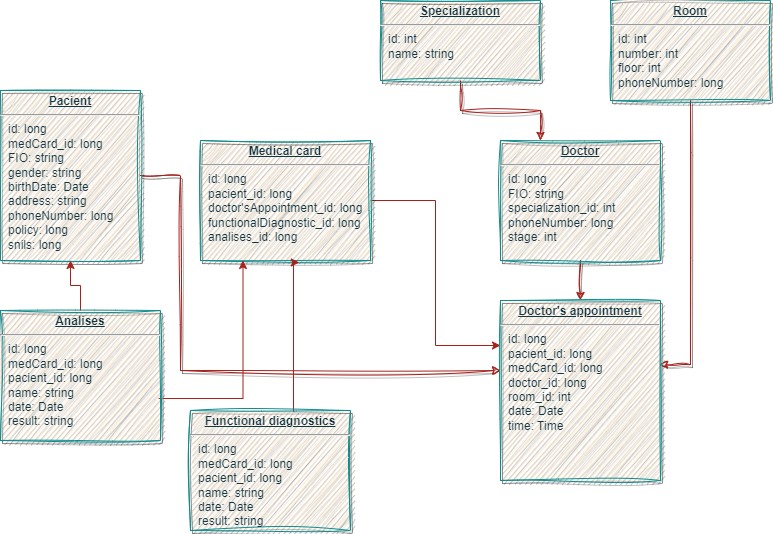 Specialization
id: int
name: string
Room
id: int
number: int
floor: int
phoneNumber: long
Pacient
id: long
medCard_id: long
FIO: string
gender: string
birthDate: Date
address: string
phoneNumber: long
policy: long
snils: long
Medical card
id: long
pacient_id: long
doctor'sAppointment_id: long
functionalDiagnostic_id: long
analises_id: long
Doctor
id: long
FIO: string
specialization_id: int
phoneNumber: long
stage: int
Analises
id: long
medCard_id: long
pacient_id: long
name: string
date: Date
result: string
Doctor's appointment
id: long
pacient_id: long
medCard_id: long
doctor_id: long
room_id: int
date: Date
time: Time
Functional diagnostics
id: long
medCard_id: long
pacient_id: long
name: string
date: Date
result: string